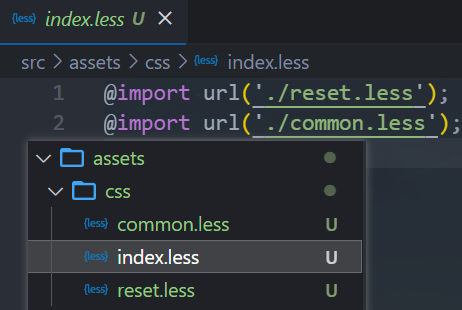 {less} index.less U ×
src > assets > css > {less} index.less
1 @import url('./reset.less');
2 @import url('./common.less');
assets
css
{less} common.less U
{less} index.less U
{less} reset.less U